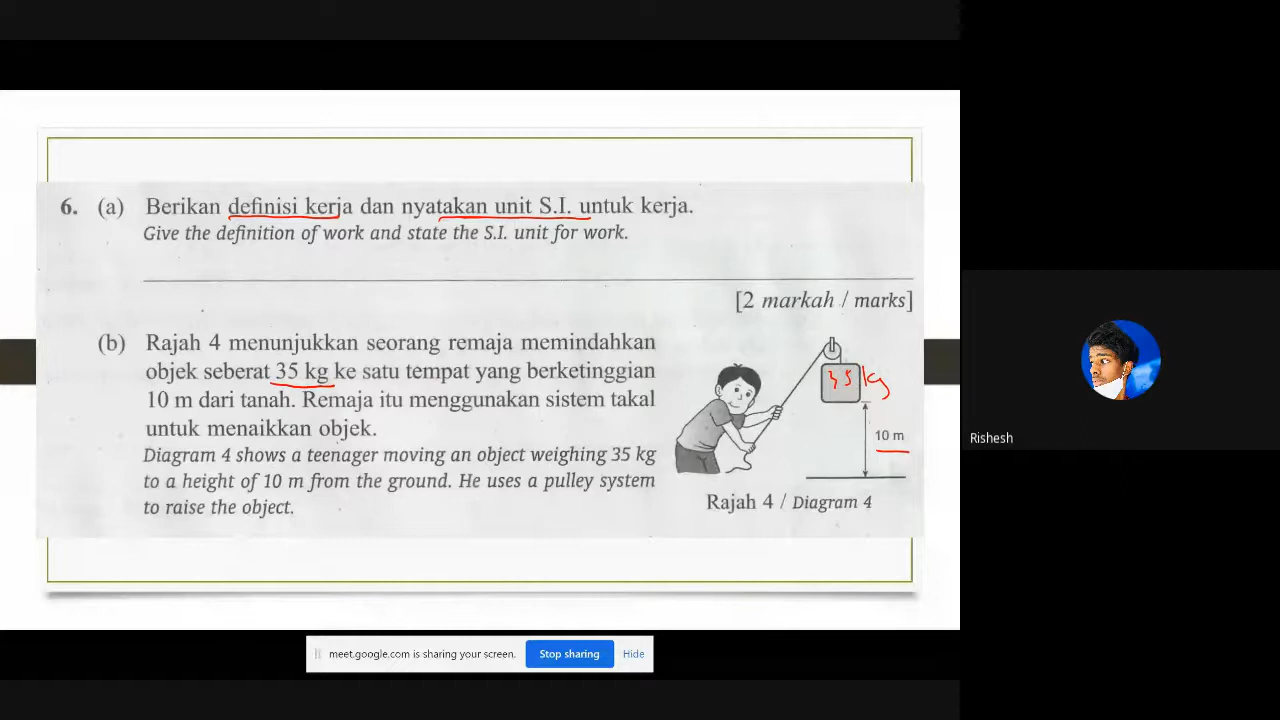 6. (a) Berikan definisi kerja dan nyatakan unit S.I. untuk kerja.
Give the definition of work and state the S.I. unit for work.
[2 markah / marks]
(b) Rajah 4 menunjukkan seorang remaja memindahkan
objek seberat 35 kg ke satu tempat yang berketinggian
10 m dari tanah. Remaja itu menggunakan sistem takal
untuk menaikkan objek.
Diagram 4 shows a teenager moving an object weighing 35 kg
to a height of 10 m from the ground. He uses a pulley system
to raise the object.
35 kg
10 m
Rajah 4 / Diagram 4
Rishesh
meet.google.com is sharing your screen.
Stop sharing
Hide